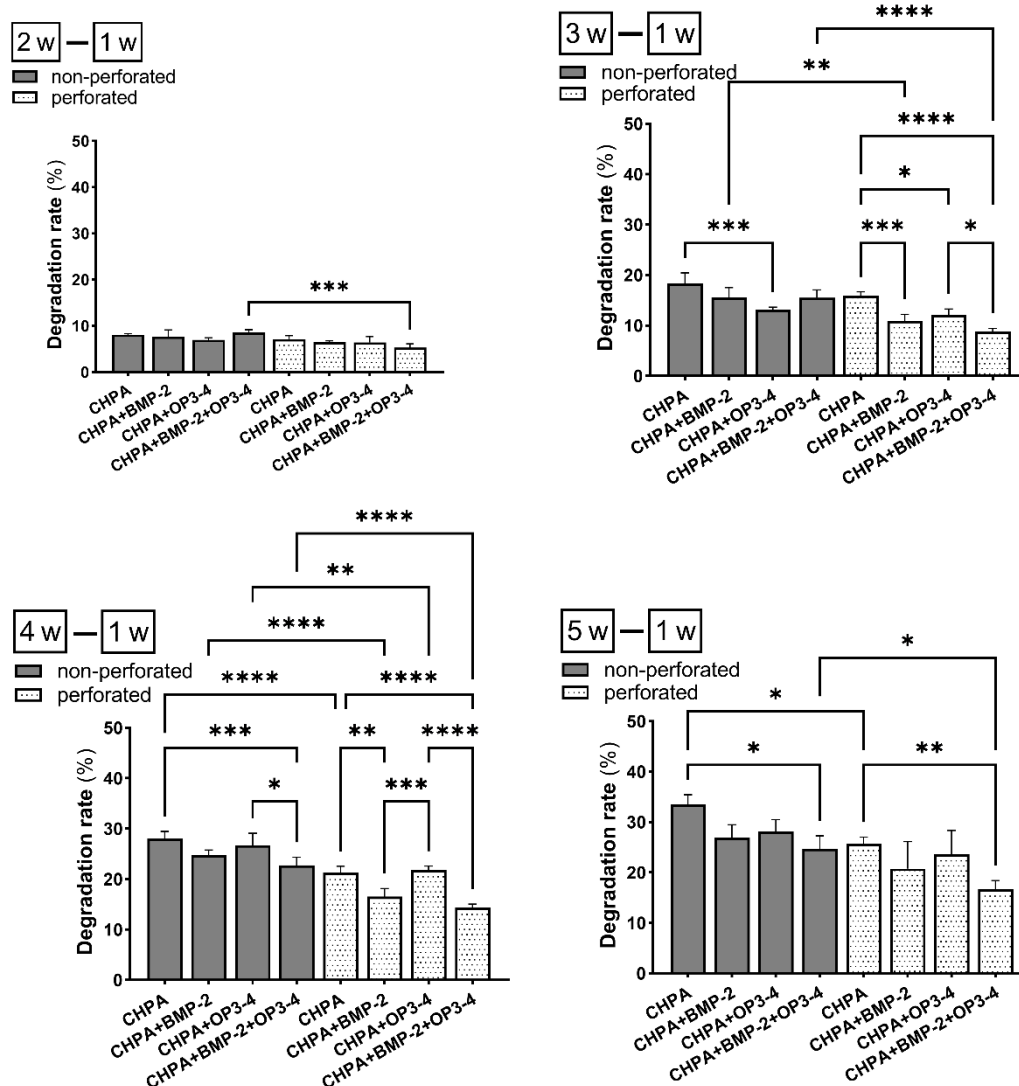 2 w — 1 w
non-perforated
perforated
***
Degradation rate (%)
50
40
30
20
10
0
CHPA
CHPA+BMP-2
CHPA+OP3-4
CHPA+BMP-2+OP3-4
CHPA
CHPA+BMP-2
CHPA+OP3-4
CHPA+BMP-2+OP3-4
3 w — 1 w
non-perforated
perforated
****
**
****
*
***
***
*
Degradation rate (%)
50
40
30
20
10
0
CHPA
CHPA+BMP-2
CHPA+OP3-4
CHPA+BMP-2+OP3-4
CHPA
CHPA+BMP-2
CHPA+OP3-4
CHPA+BMP-2+OP3-4
4 w — 1 w
non-perforated
perforated
****
**
****
****
****
***
**
****
*
***
Degradation rate (%)
50
40
30
20
10
0
CHPA
CHPA+BMP-2
CHPA+OP3-4
CHPA+BMP-2+OP3-4
CHPA
CHPA+BMP-2
CHPA+OP3-4
CHPA+BMP-2+OP3-4
5 w — 1 w
non-perforated
perforated
*
*
*
**
Degradation rate (%)
50
40
30
20
10
0
CHPA
CHPA+BMP-2
CHPA+OP3-4
CHPA+BMP-2+OP3-4
CHPA
CHPA+BMP-2
CHPA+OP3-4
CHPA+BMP-2+OP3-4